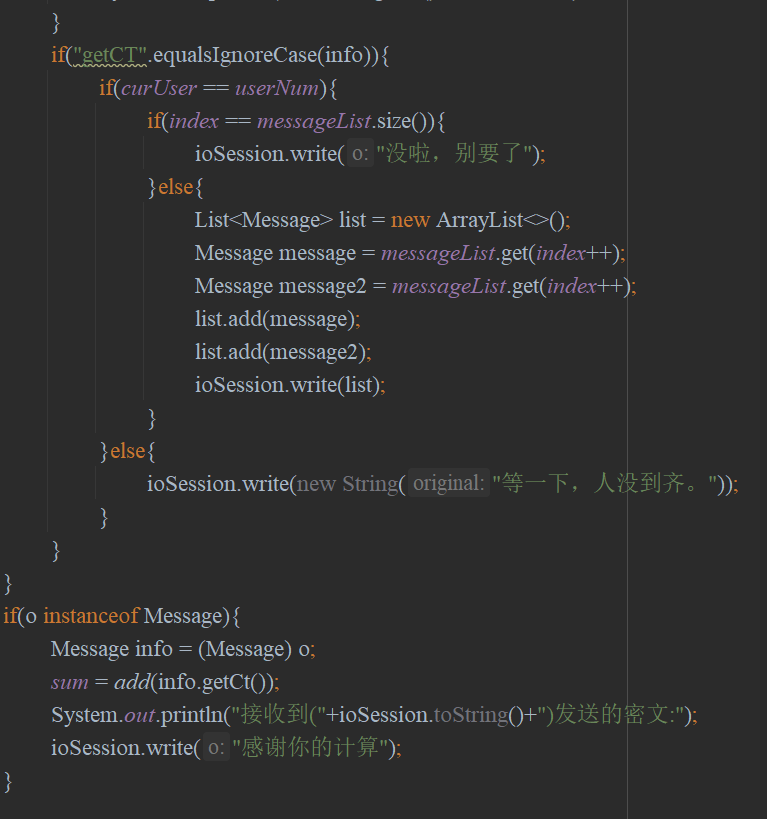 }
if("getCT".equalsIgnoreCase(info)){
if(curUser == userNum){
if(index == messageList.size()){
ioSession.write( o: "没啦，别要了");
}else{
List<Message> list = new ArrayList<>();
Message message = messageList.get(index++);
Message message2 = messageList.get(index++);
list.add(message);
list.add(message2);
ioSession.write(list);
}
}else{
ioSession.write(new String( original: "等一下，人没到齐。"));
}
}
}
if(o instanceof Message){
Message info = (Message) o;
sum = add(info.getCt());
System.out.println("接收到("+ioSession.toString()+")发送的密文:");
ioSession.write( o: "感谢你的计算");
}